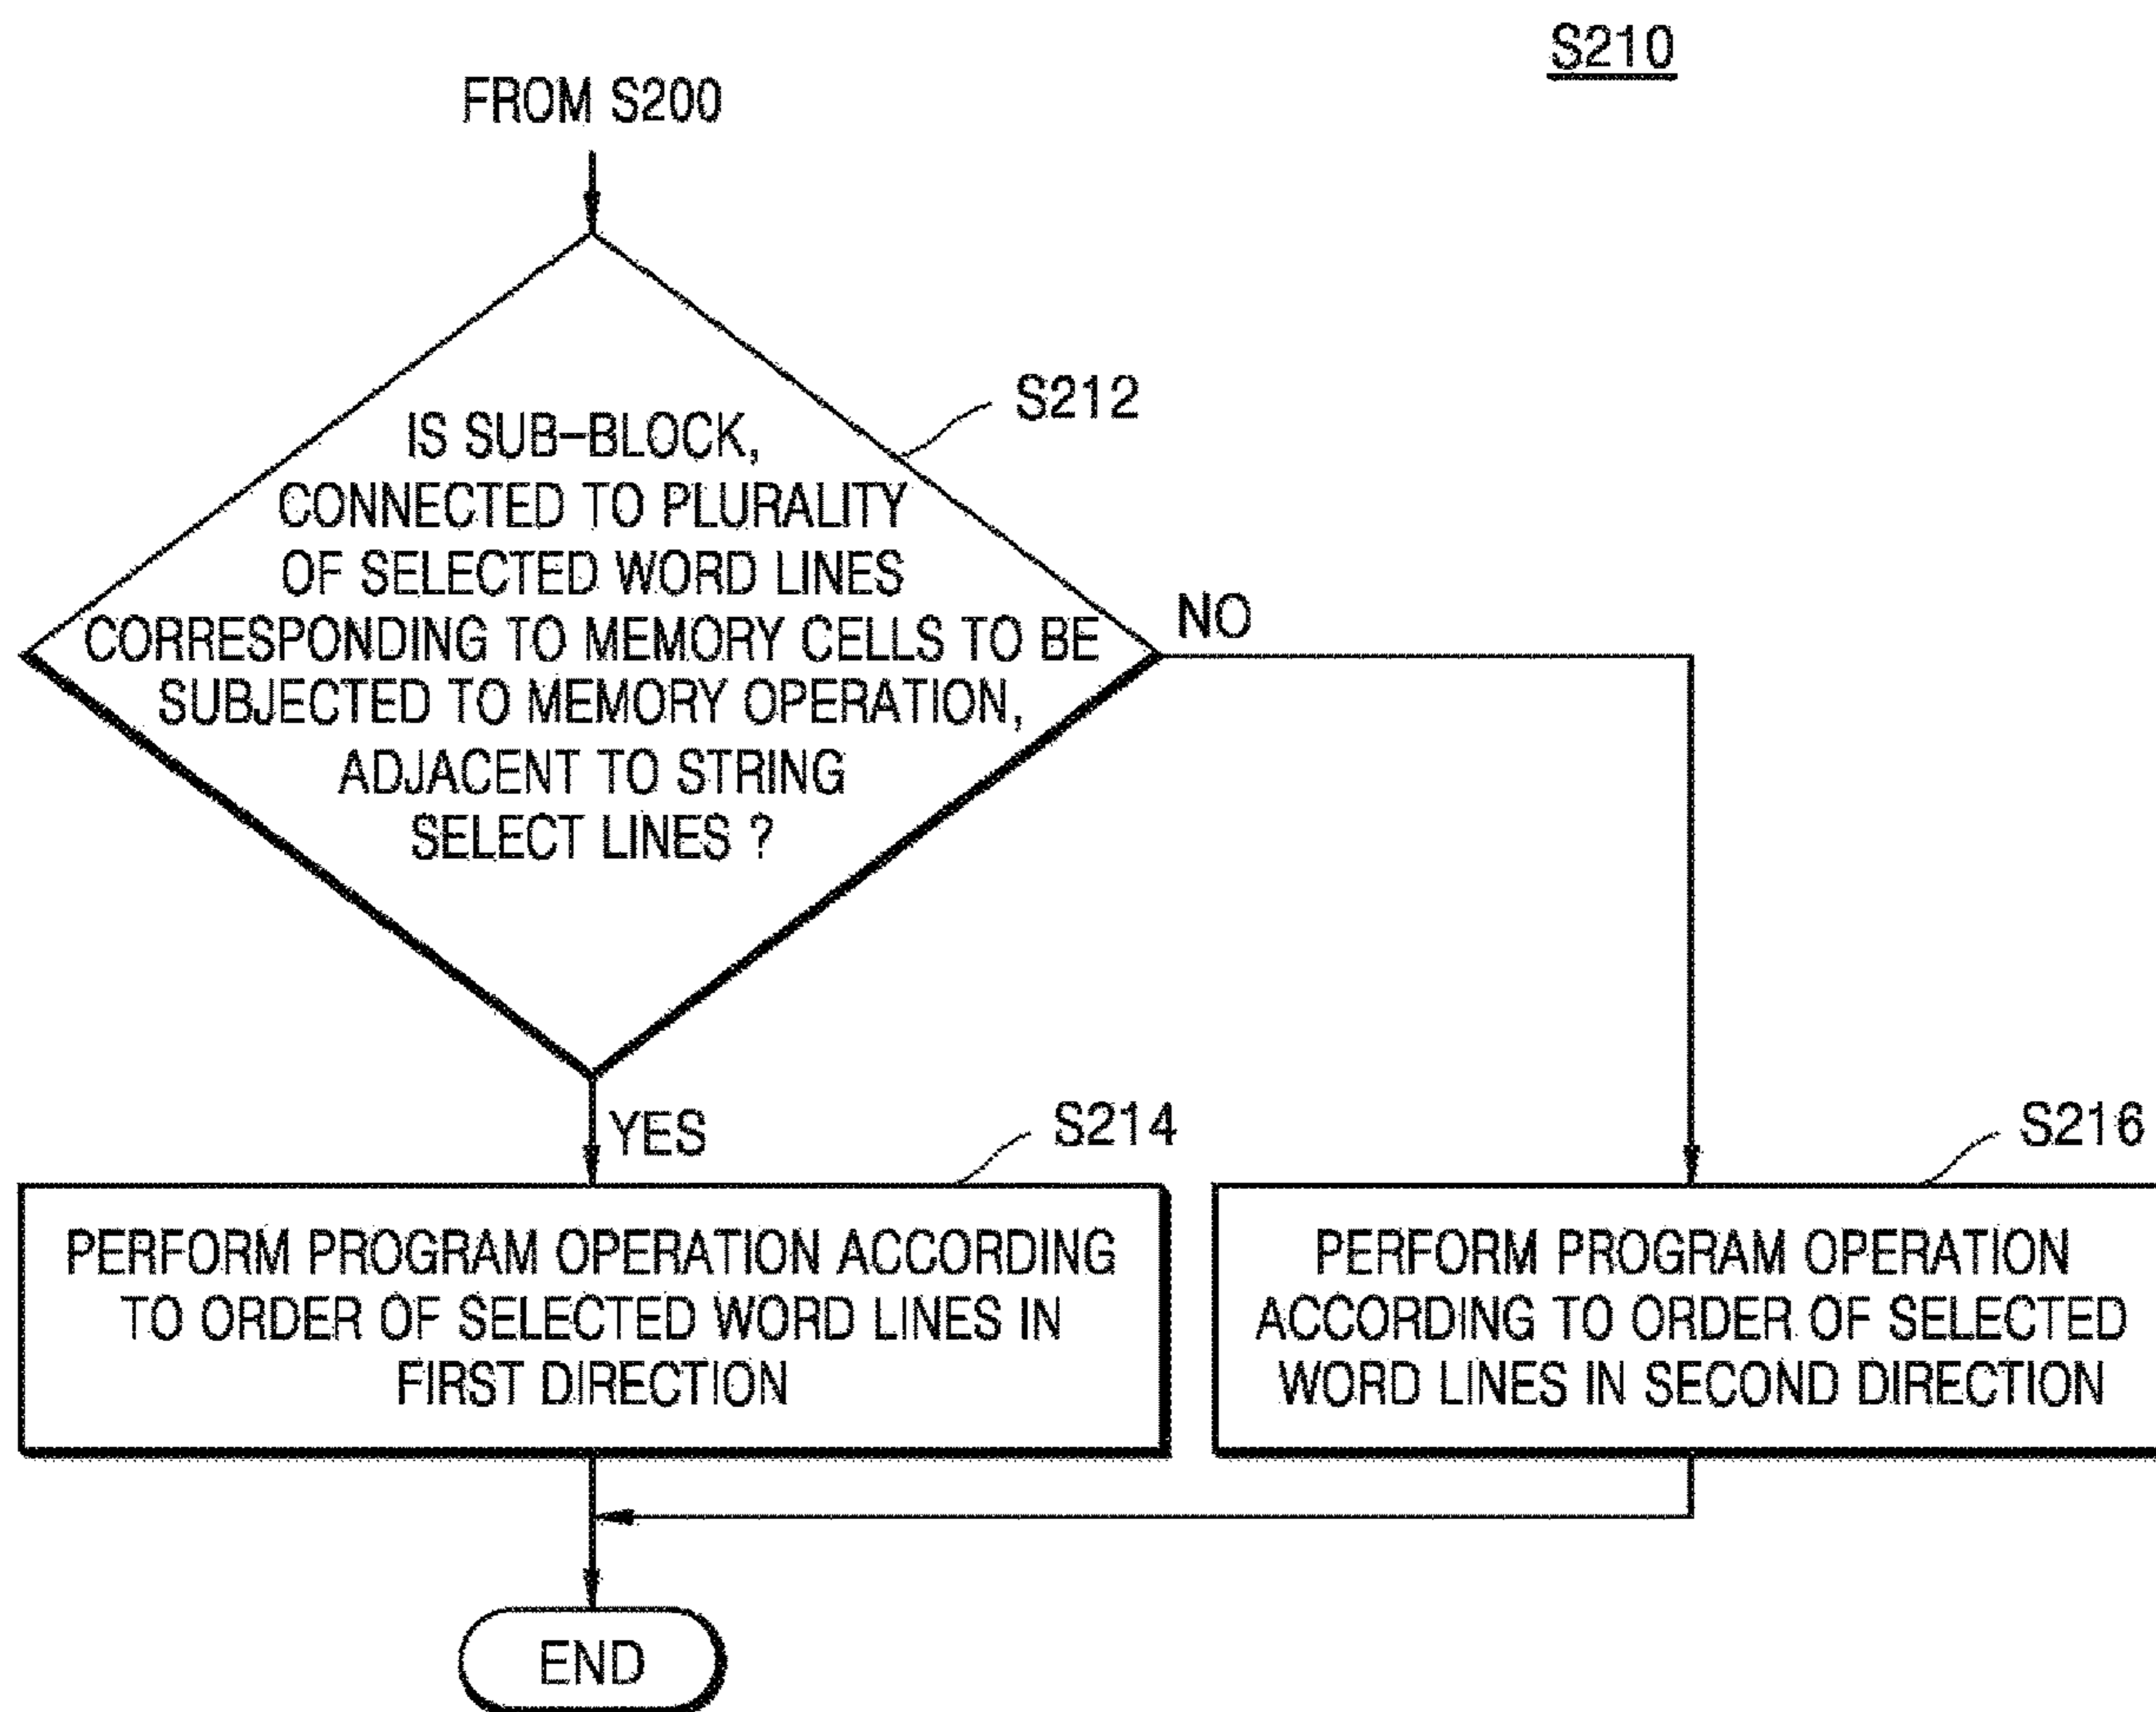 S210
FROM S200
S212
IS SUB-BLOCK,
CONNECTED TO PLURALITY
OF SELECTED WORD LINES
CORRESPONDING TO MEMORY CELLS TO BE
SUBJECTED TO MEMORY OPERATION,
ADJACENT TO STRING
SELECT LINES ?
NO
YES
S214
PERFORM PROGRAM OPERATION ACCORDING
TO ORDER OF SELECTED WORD LINES IN
FIRST DIRECTION
S216
PERFORM PROGRAM OPERATION
ACCORDING TO ORDER OF SELECTED
WORD LINES IN SECOND DIRECTION
END